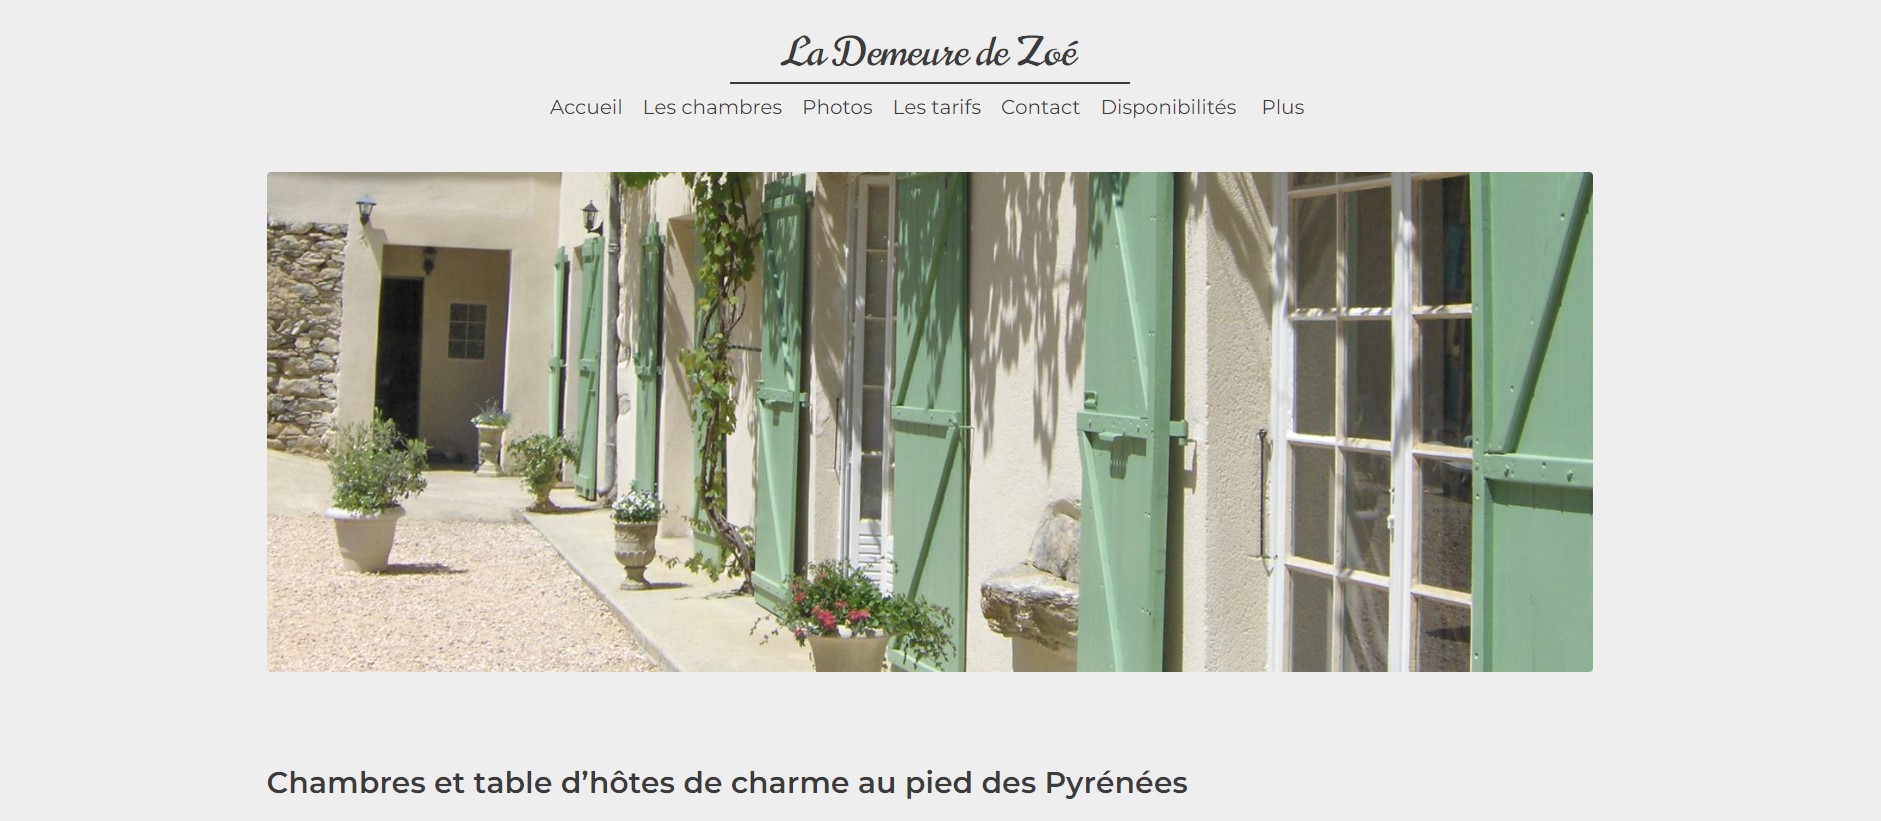 La Demeure de Zoé
Accueil Les chambres Photos Les tarifs Contact Disponibilités Plus
Chambres et table d’hôtes de charme au pied des Pyrénées